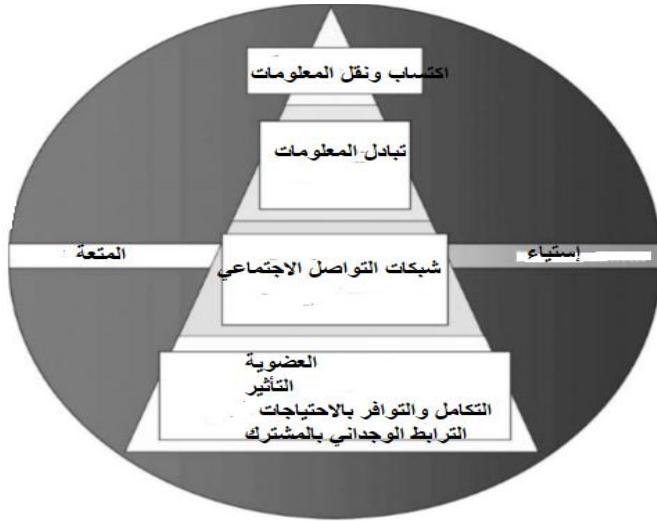 اكتساب ونقل المعلومات
تبادل المعلومات
المتعة
شبكات التواصل الاجتماعي
إستياء
العضوية
التأثير
التكامل والتوافر بالاحتياجات
الترابط الوجداني بالمشترك